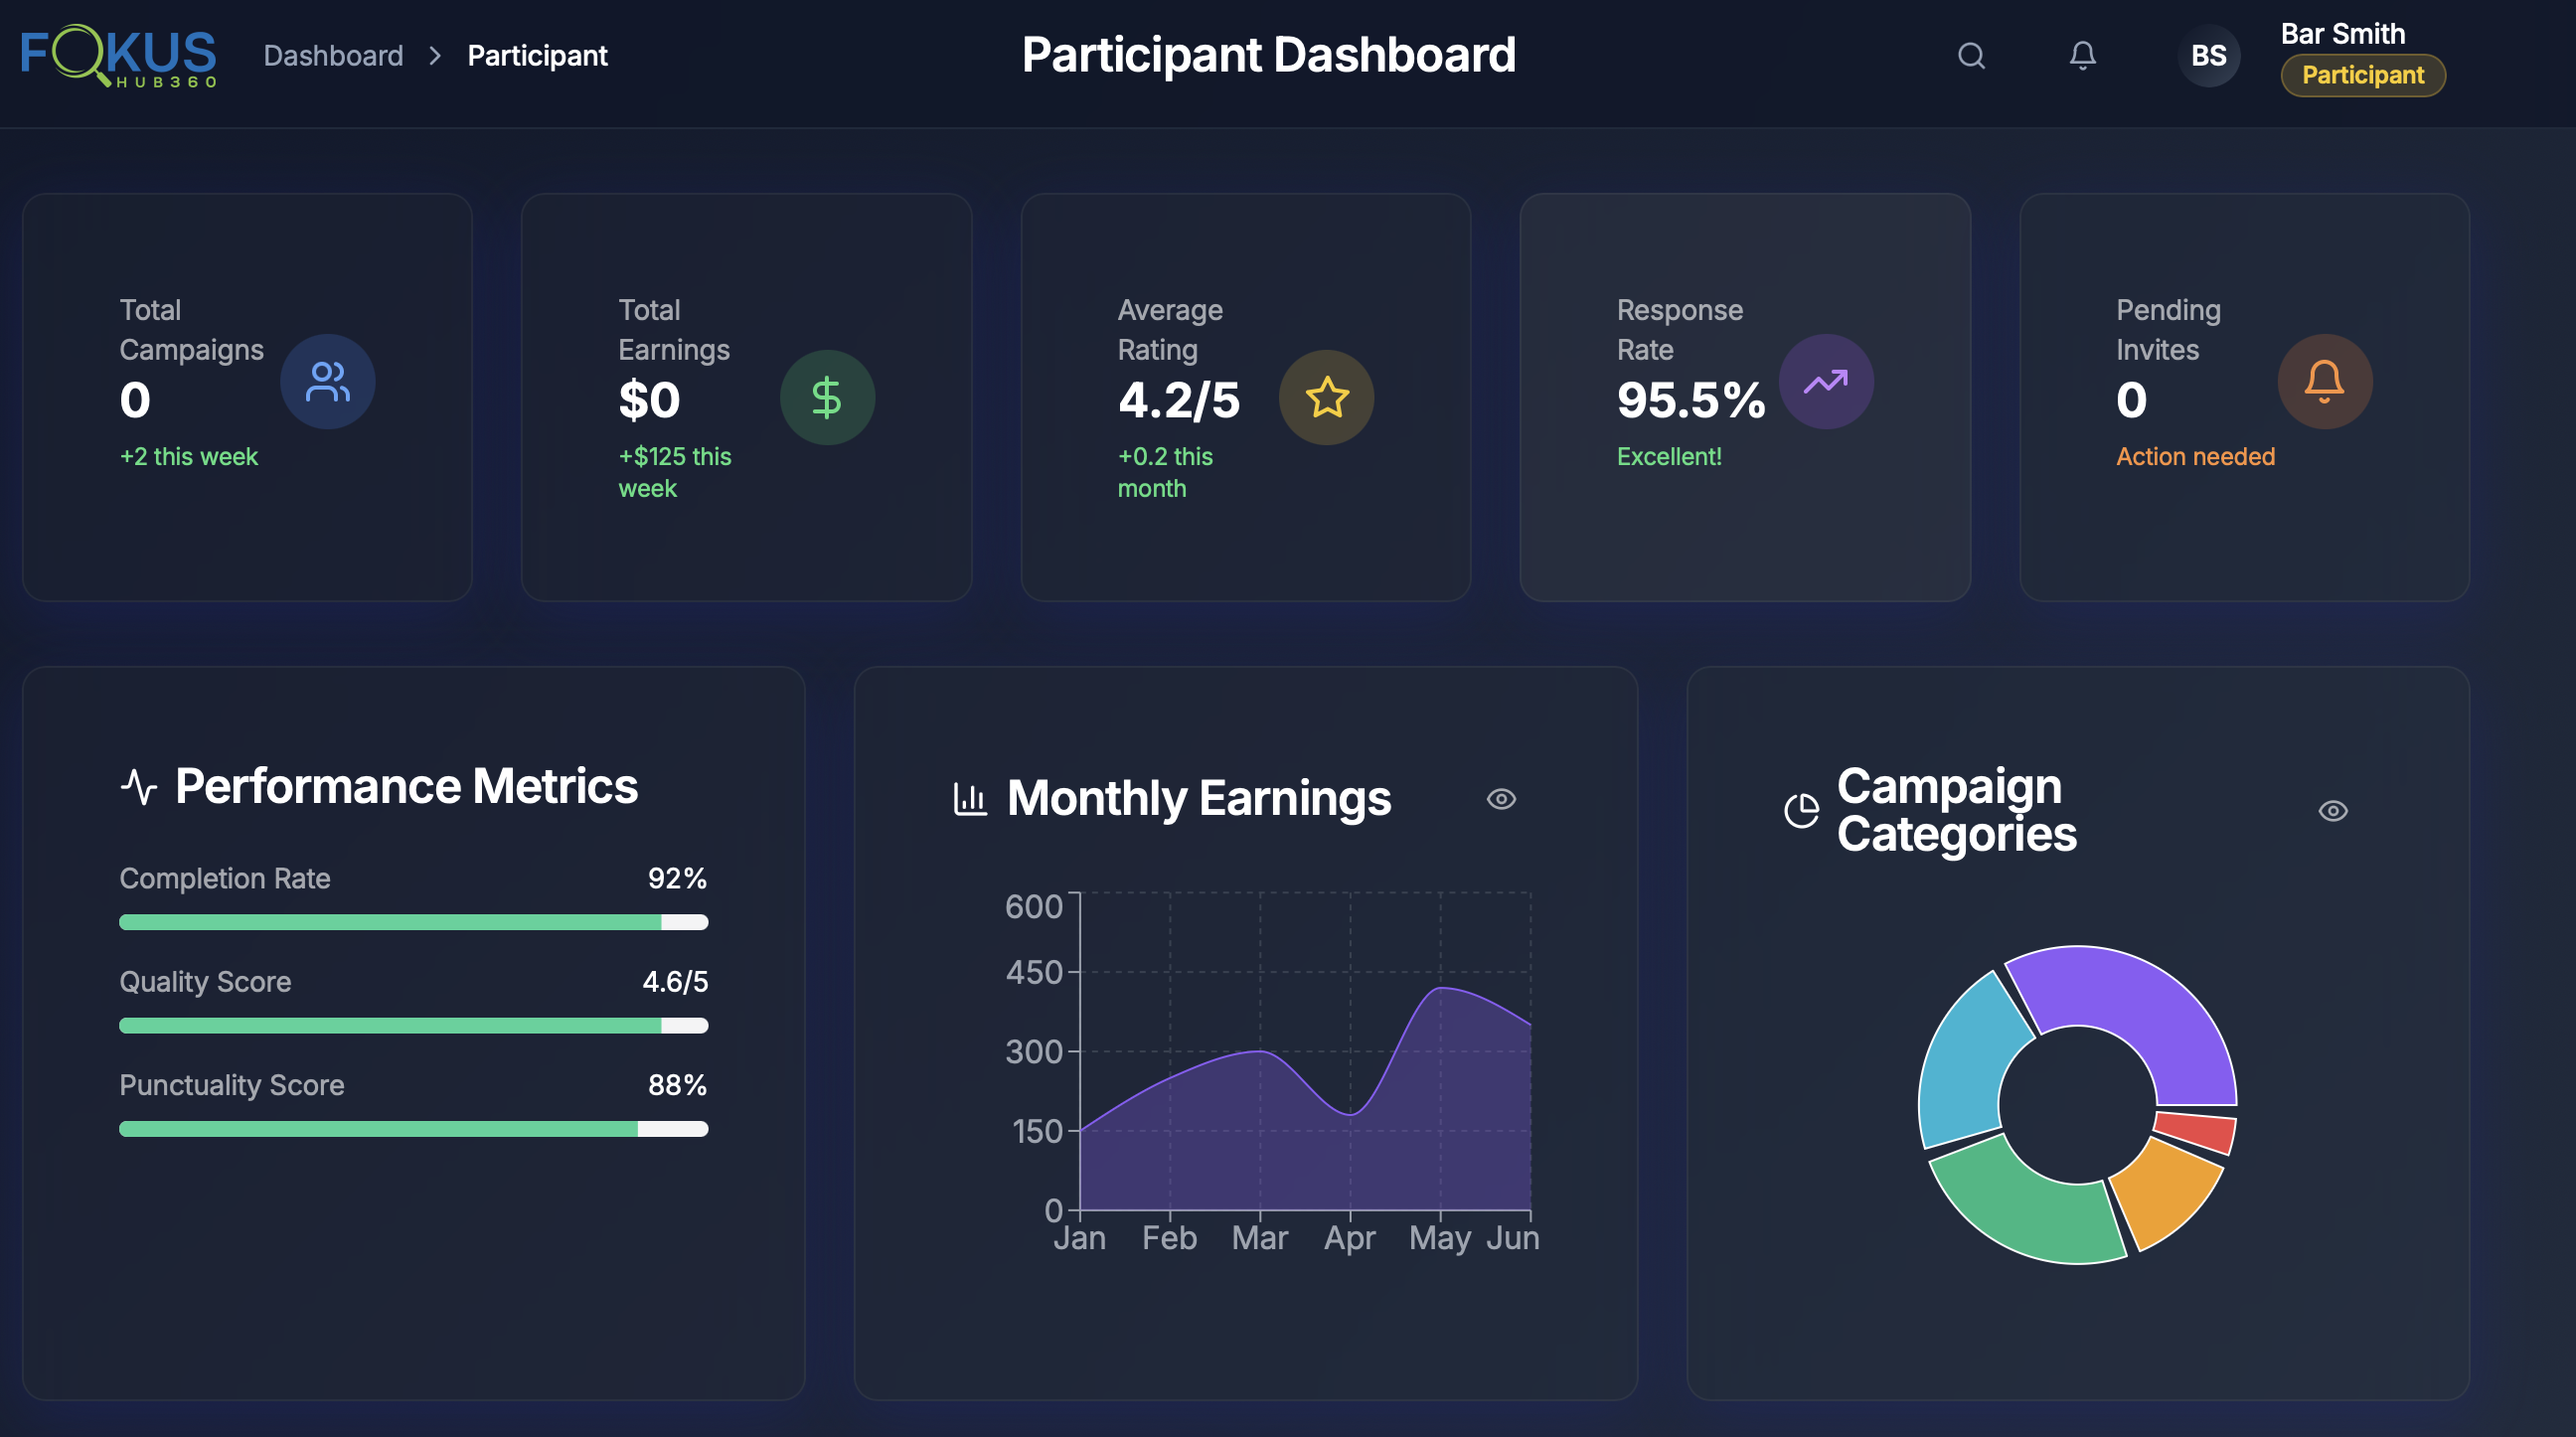 FOKUS
HUB360
Dashboard > Participant
Participant Dashboard
BS
Bar Smith
Participant
Total
Campaigns
0
+2 this week
Total
Earnings
$0
+$125 this
week
Average
Rating
4.2/5
+0.2 this
month
Response
Rate
95.5%
Excellent!
Pending
Invites
0
Action needed
Performance Metrics
Completion Rate 92%
Quality Score 4.6/5
Punctuality Score 88%
Monthly Earnings
600
450
300
150
0
Jan Feb Mar Apr May Jun
Campaign
Categories